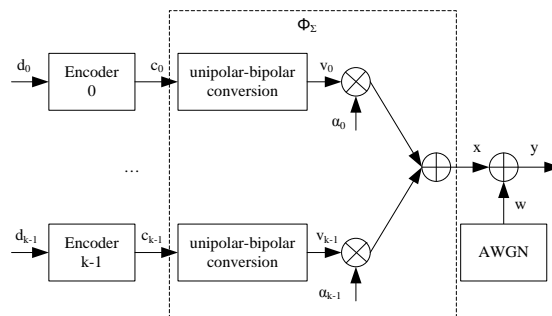 Φ_Σ
d_0
Encoder
0
c_0
unipolar-bipolar
conversion
v_0
α_0
...
x
y
w
AWGN
d_{k-1}
Encoder
k-1
c_{k-1}
unipolar-bipolar
conversion
v_{k-1}
α_{k-1}